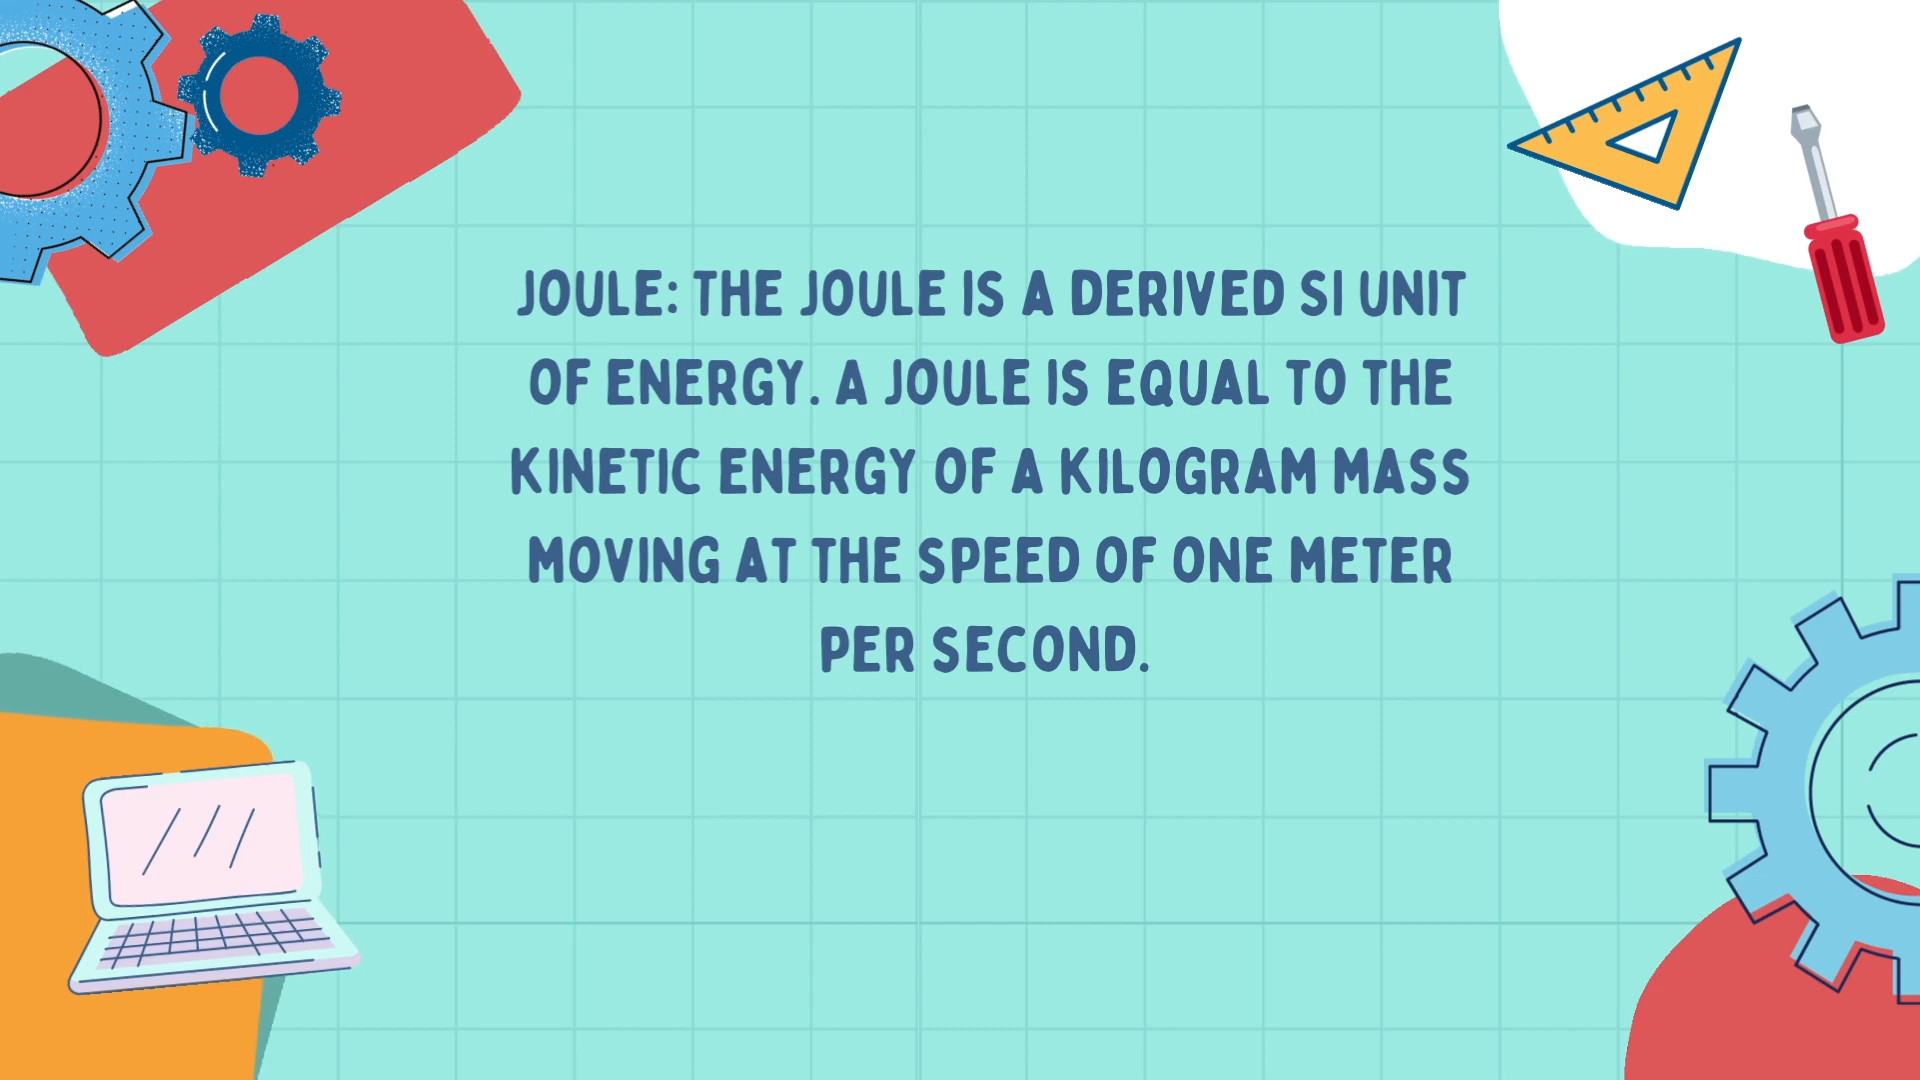 JOULE: THE JOULE IS A DERIVED SI UNIT
OF ENERGY. A JOULE IS EQUAL TO THE
KINETIC ENERGY OF A KILOGRAM MASS
MOVING AT THE SPEED OF ONE METER
PER SECOND.